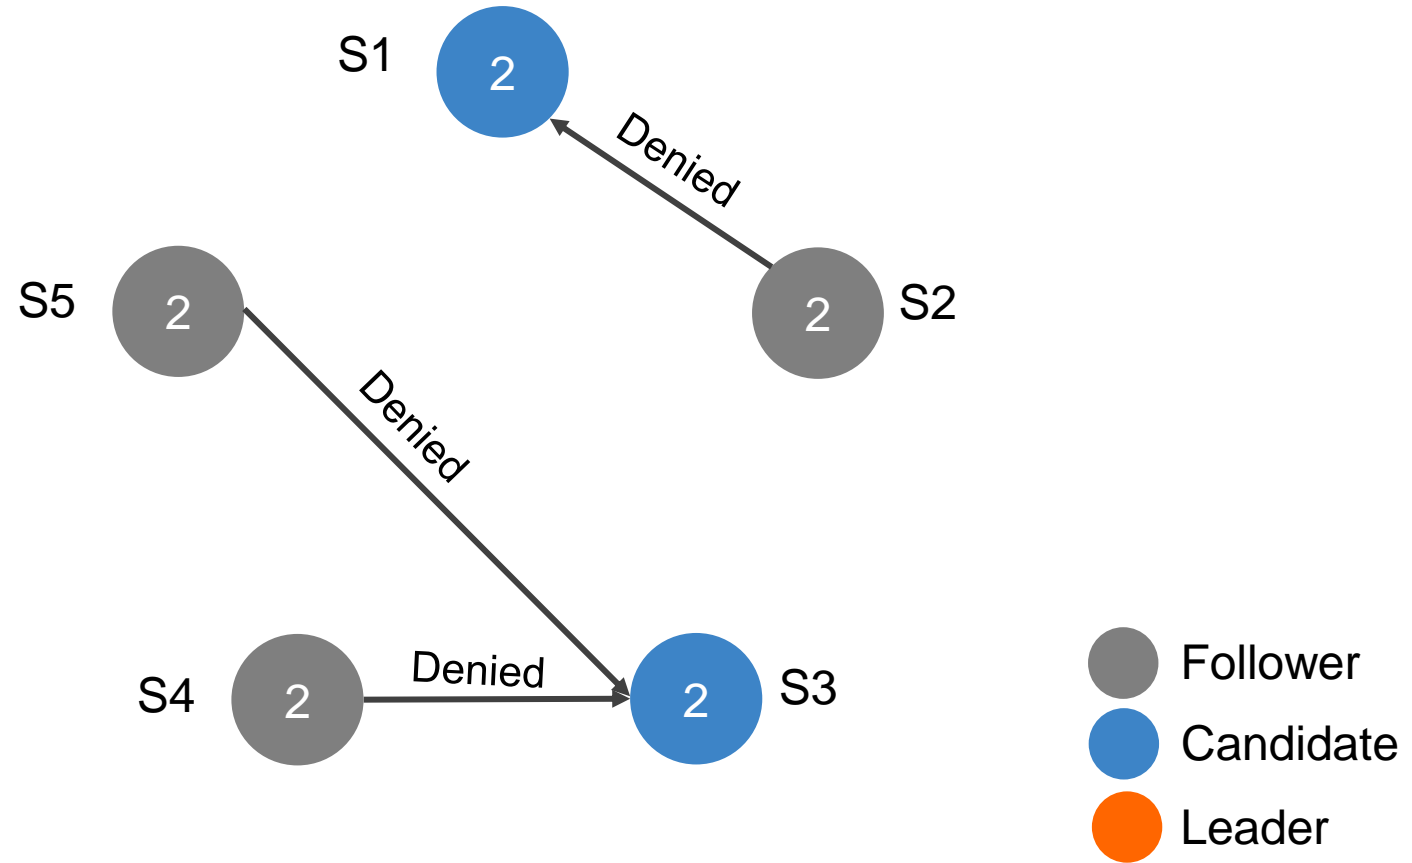 S1
2
Denied
S5
2
2
S2
Denied
S4
2
Denied
2
S3
Follower
Candidate
Leader